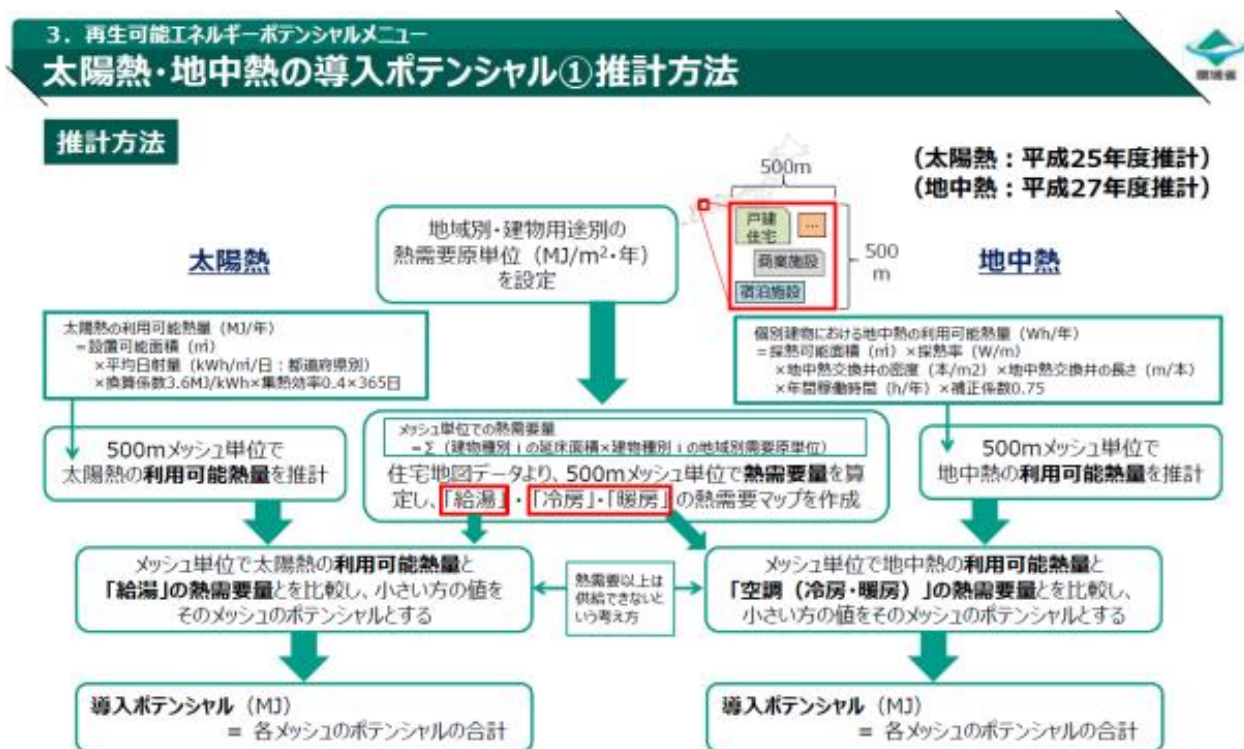 3．再生可能エネルギーポテンシャルメニュー
太陽熱・地中熱の導入ポテンシャル①推計方法
環境省
推計方法
（太陽熱：平成25年度推計）
（地中熱：平成27年度推計）
500m
戸建
住宅
…
商業施設
宿泊施設
500
m
地域別・建物用途別の
熱需要原単位（MJ/m²・年）
を設定
太陽熱
地中熱
太陽熱の利用可能熱量（MJ/年）
＝設置可能面積（㎡）
×平均日射量（kWh/㎡/日：都道府県別）
×換算係数3.6MJ/kWh×集熱効率0.4×365日
個別建物における地中熱の利用可能熱量（Wh/年）
＝採熱可能面積（㎡）×採熱率（W/m）
×地中熱交換井の密度（本/m2）×地中熱交換井の長さ（m/本）
×年間稼働時間（h/年）×補正係数0.75
500mメッシュ単位で
太陽熱の利用可能熱量を推計
メッシュ単位での熱需要量
＝Σ（建物種別 i の延床面積×建物種別 i の地域別需要原単位）
住宅地図データより、500mメッシュ単位で熱需要量を算
定し、「給湯」・「冷房」・「暖房」の熱需要マップを作成
500mメッシュ単位で
地中熱の利用可能熱量を推計
メッシュ単位で太陽熱の利用可能熱量と
「給湯」の熱需要量とを比較し、小さい方の値を
そのメッシュのポテンシャルとする
熱需要以上は
供給できないと
いう考え方
メッシュ単位で地中熱の利用可能熱量と
「空調（冷房・暖房）」の熱需要量とを比較し、
小さい方の値をそのメッシュのポテンシャルとする
導入ポテンシャル（MJ）
＝ 各メッシュのポテンシャルの合計
導入ポテンシャル（MJ）
＝ 各メッシュのポテンシャルの合計